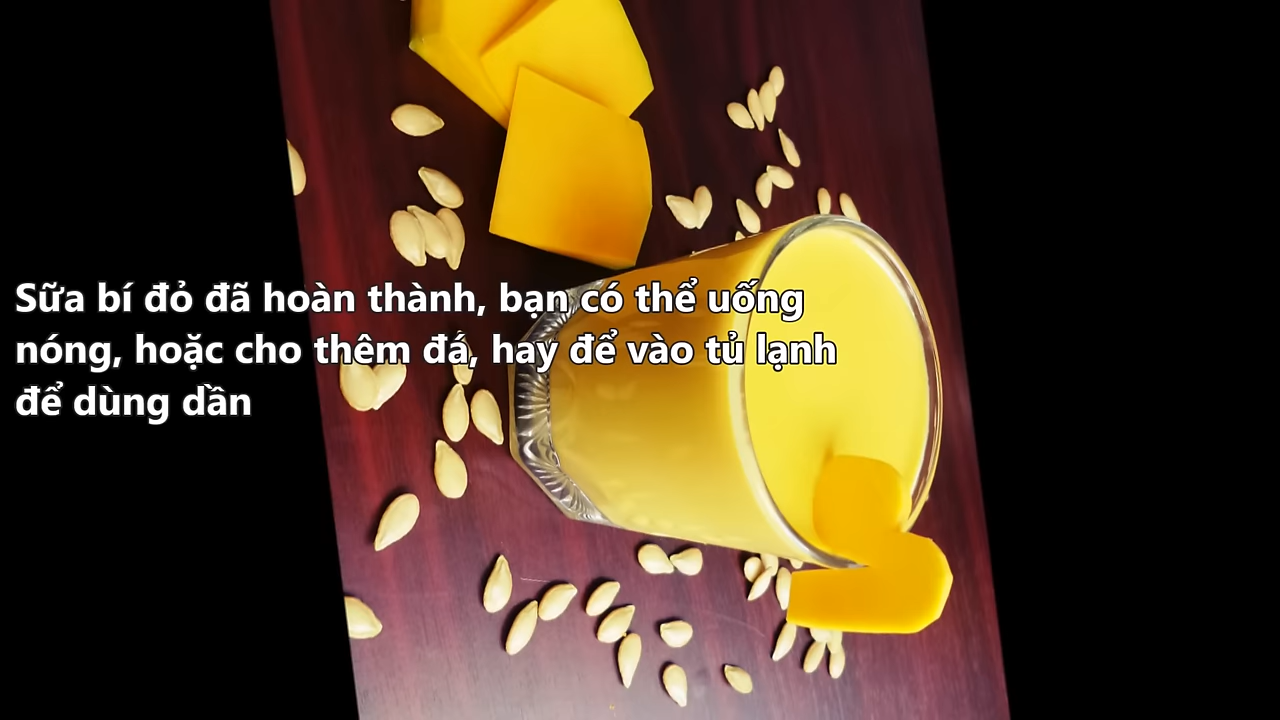 Sữa bí đỏ đã hoàn thành, bạn có thể uống
nóng, hoặc cho thêm đá, hay để vào tủ lạnh
để dùng dần